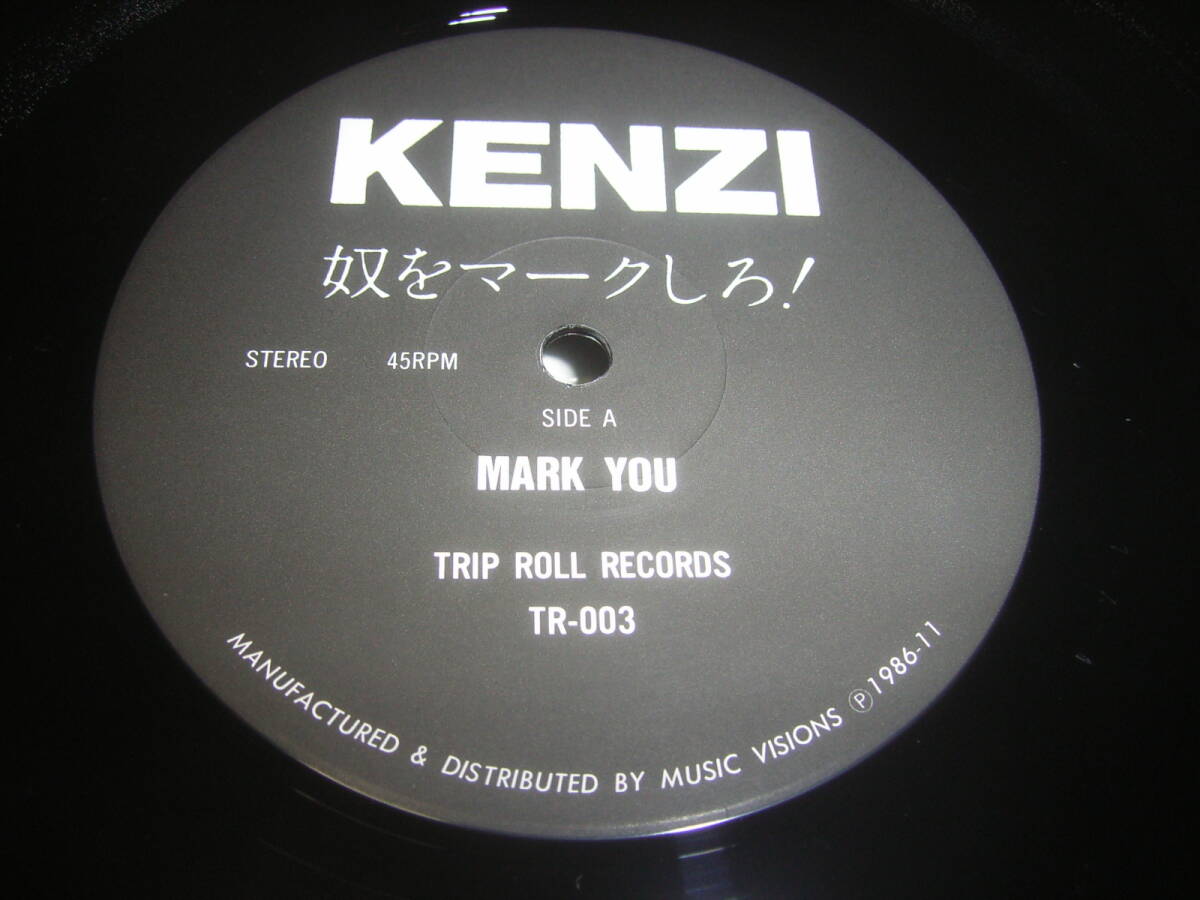 KENZI
奴をマークしろ!
STEREO 45RPM
SIDE A
MARK YOU
TRIP ROLL RECORDS
TR-003
MANUFACTURED & DISTRIBUTED BY MUSIC VISIONS Ⓟ1986-11